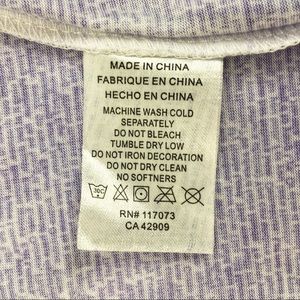 MADE IN CHINA
FABRIQUE EN CHINA
HECHO EN CHINA
MACHINE WASH COLD
SEPARATELY
DO NOT BLEACH
TUMBLE DRY LOW
DO NOT IRON DECORATION
DO NOT DRY CLEAN
NO SOFTNERS
30C
RN# 117073
CA 42909